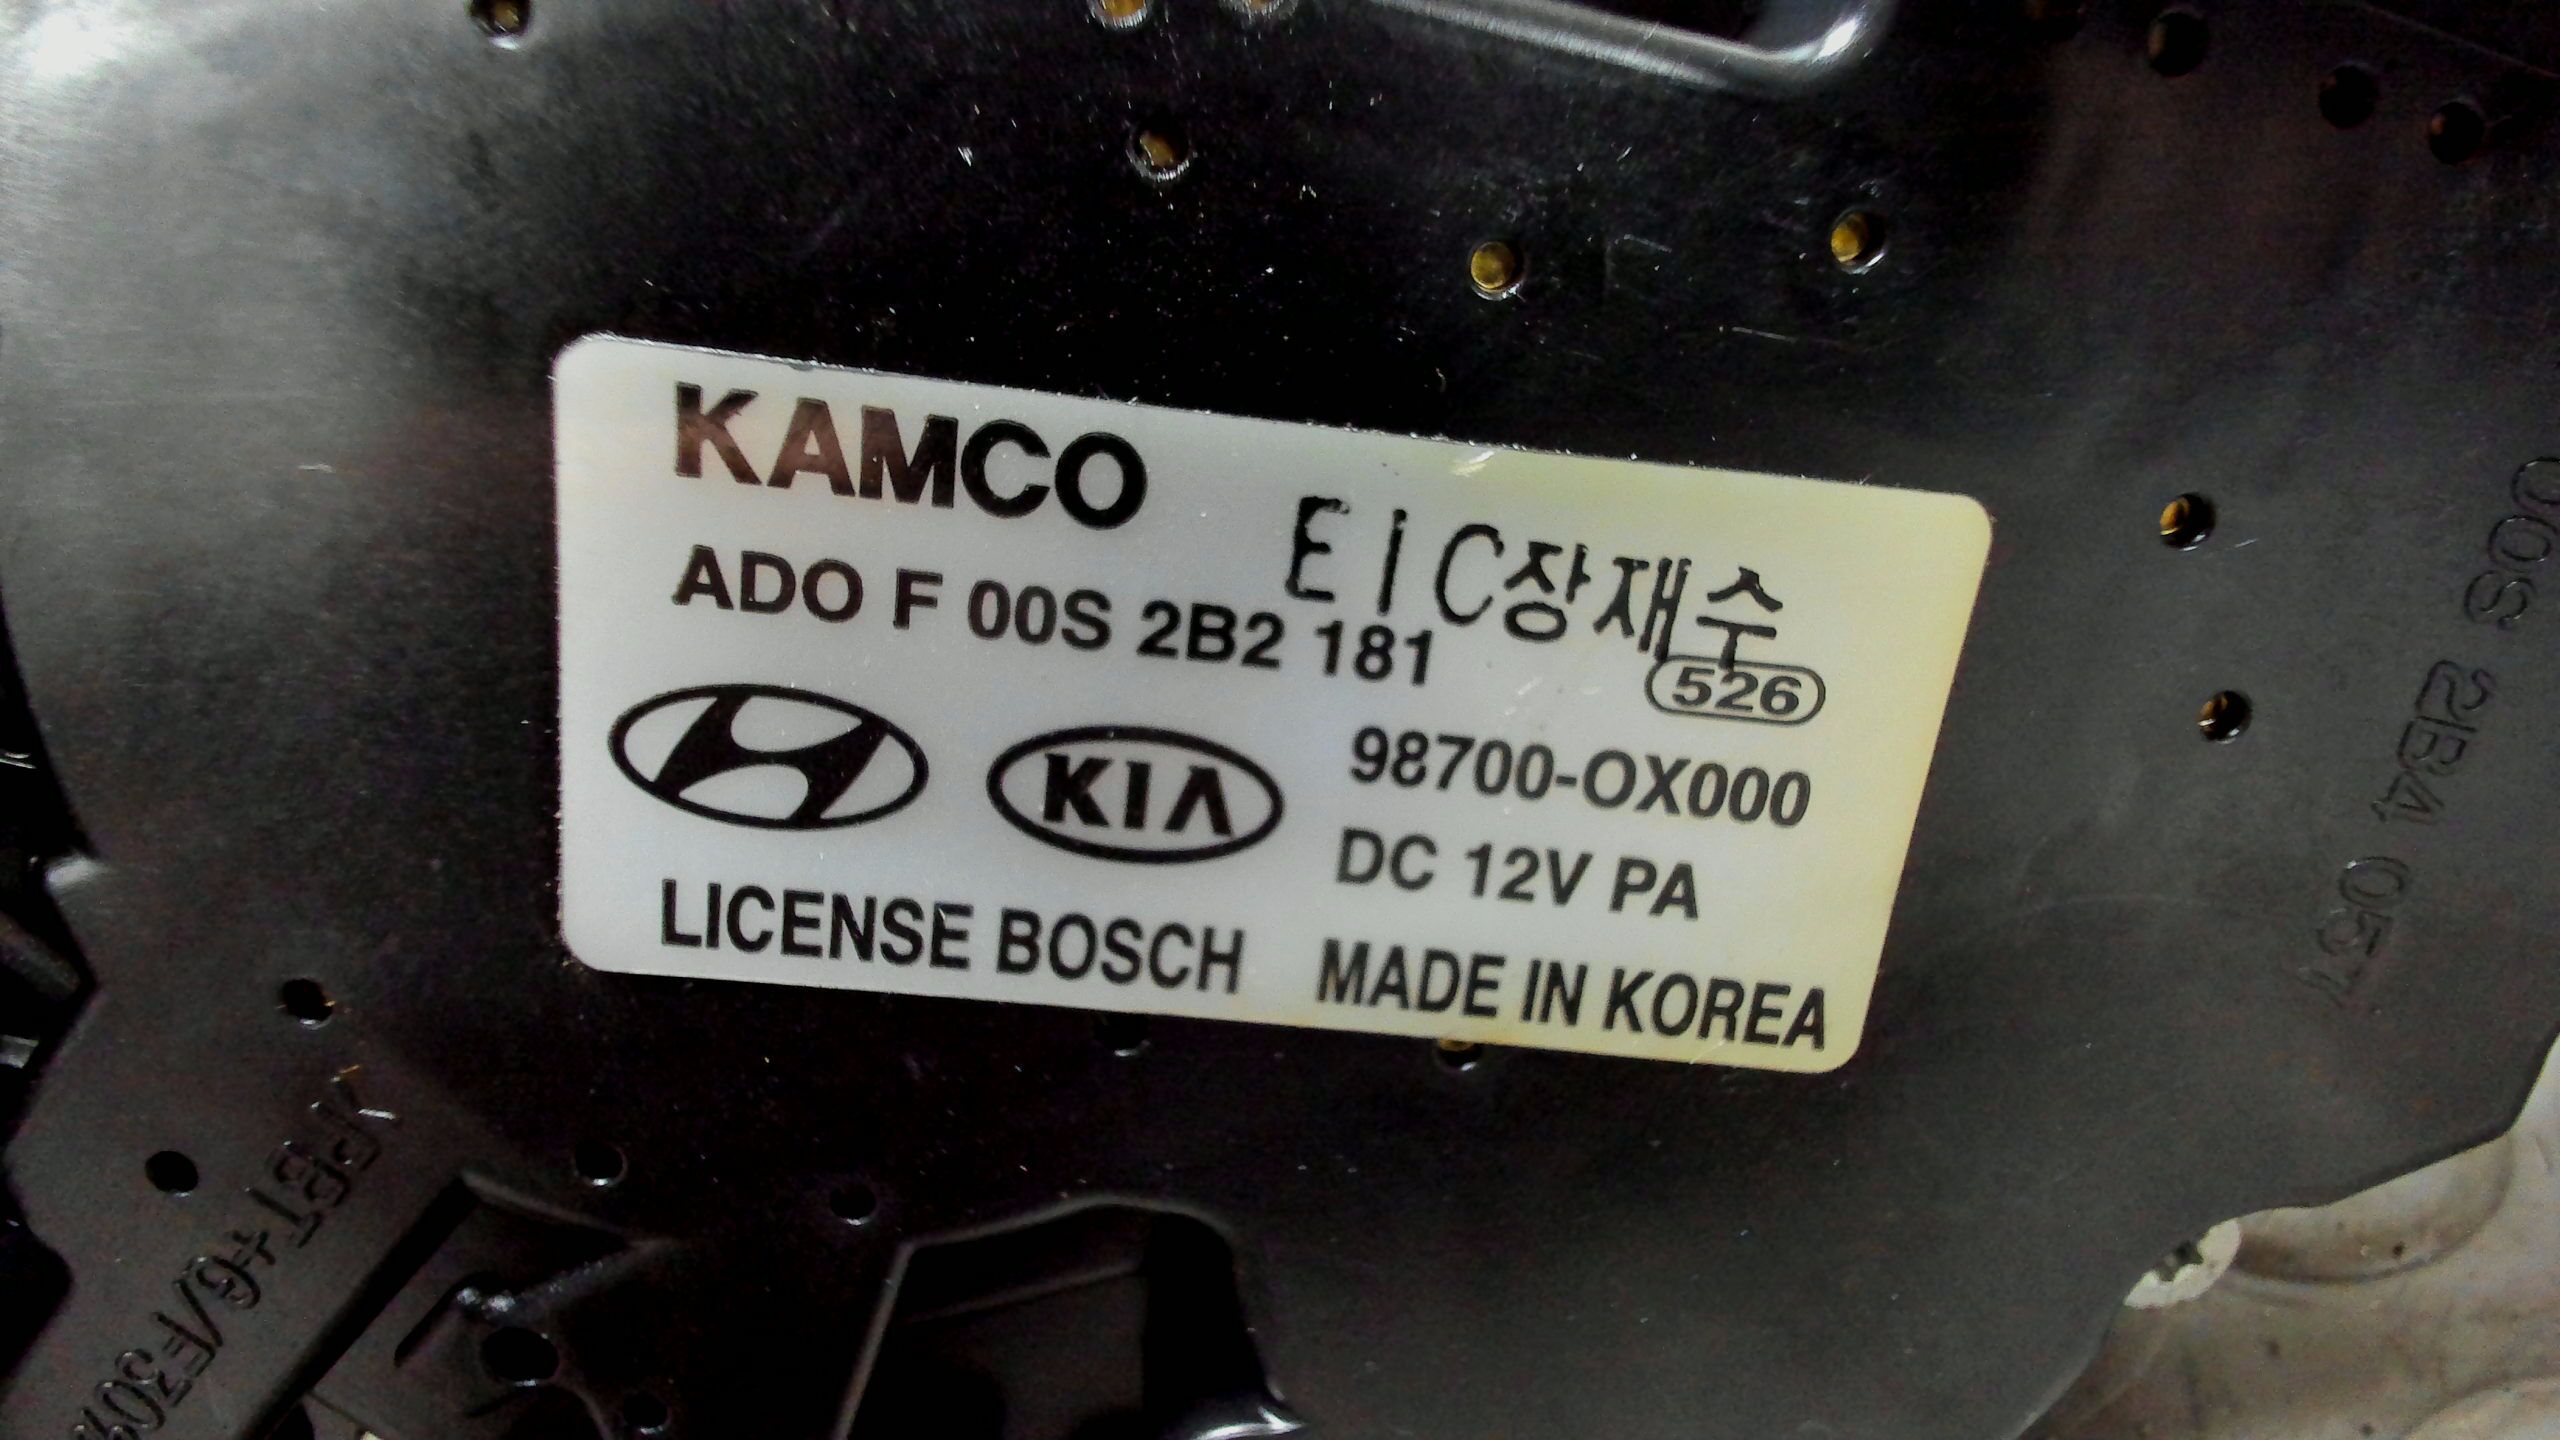 KAMCO
EIC장재수
ADO F 00S 2B2 181
526
KIA
98700-OX000
DC 12V PA
LICENSE BOSCH MADE IN KOREA
00S 2B4 057